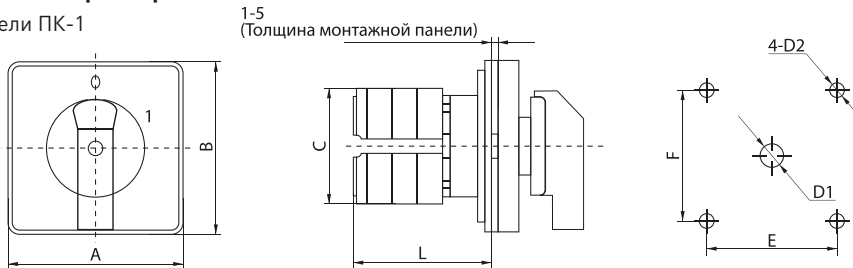 ели ПК-1
1-5
(Толщина монтажной панели)
0
1
B
A
C
L
4-D2
F
D1
E